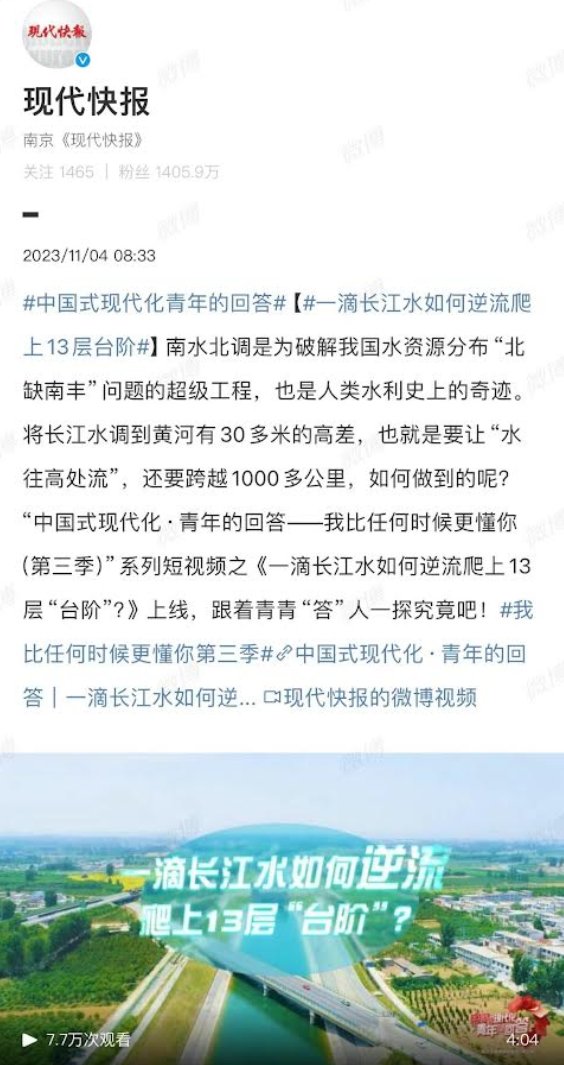 现代快报
现代快报
南京《现代快报》
关注 1465 | 粉丝 1405.9万
2023/11/04 08:33
#中国式现代化青年的回答#【#一滴长江水如何逆流爬
上13层台阶#】南水北调是为破解我国水资源分布“北
缺南丰”问题的超级工程，也是人类水利史上的奇迹。
将长江水调到黄河有30多米的高差，也就是要让“水
往高处流”，还要跨越1000多公里，如何做到的呢？
“中国式现代化·青年的回答——我比任何时候更懂你
(第三季)”系列短视频之《一滴长江水如何逆流爬上13
层“台阶”?》上线，跟着青青“答”人一探究竟吧！#我
比任何时候更懂你第三季#中国式现代化·青年的回
答｜一滴长江水如何逆... 现代快报的微博视频
一滴长江水如何逆流
爬上13层“台阶”？
7.7万次观看
4:04
微博